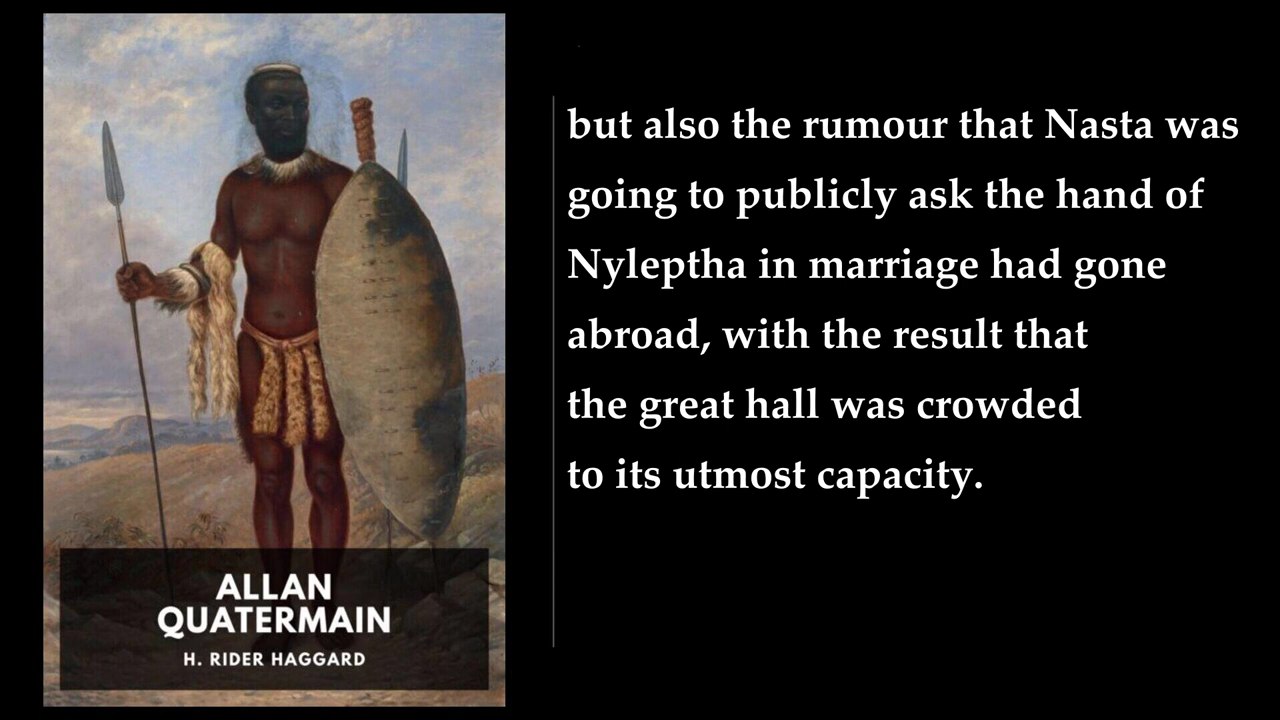 ALLAN
QUATERMAIN
H. RIDER HAGGARD
but also the rumour that Nasta was
going to publicly ask the hand of
Nyleptha in marriage had gone
abroad, with the result that
the great hall was crowded
to its utmost capacity.